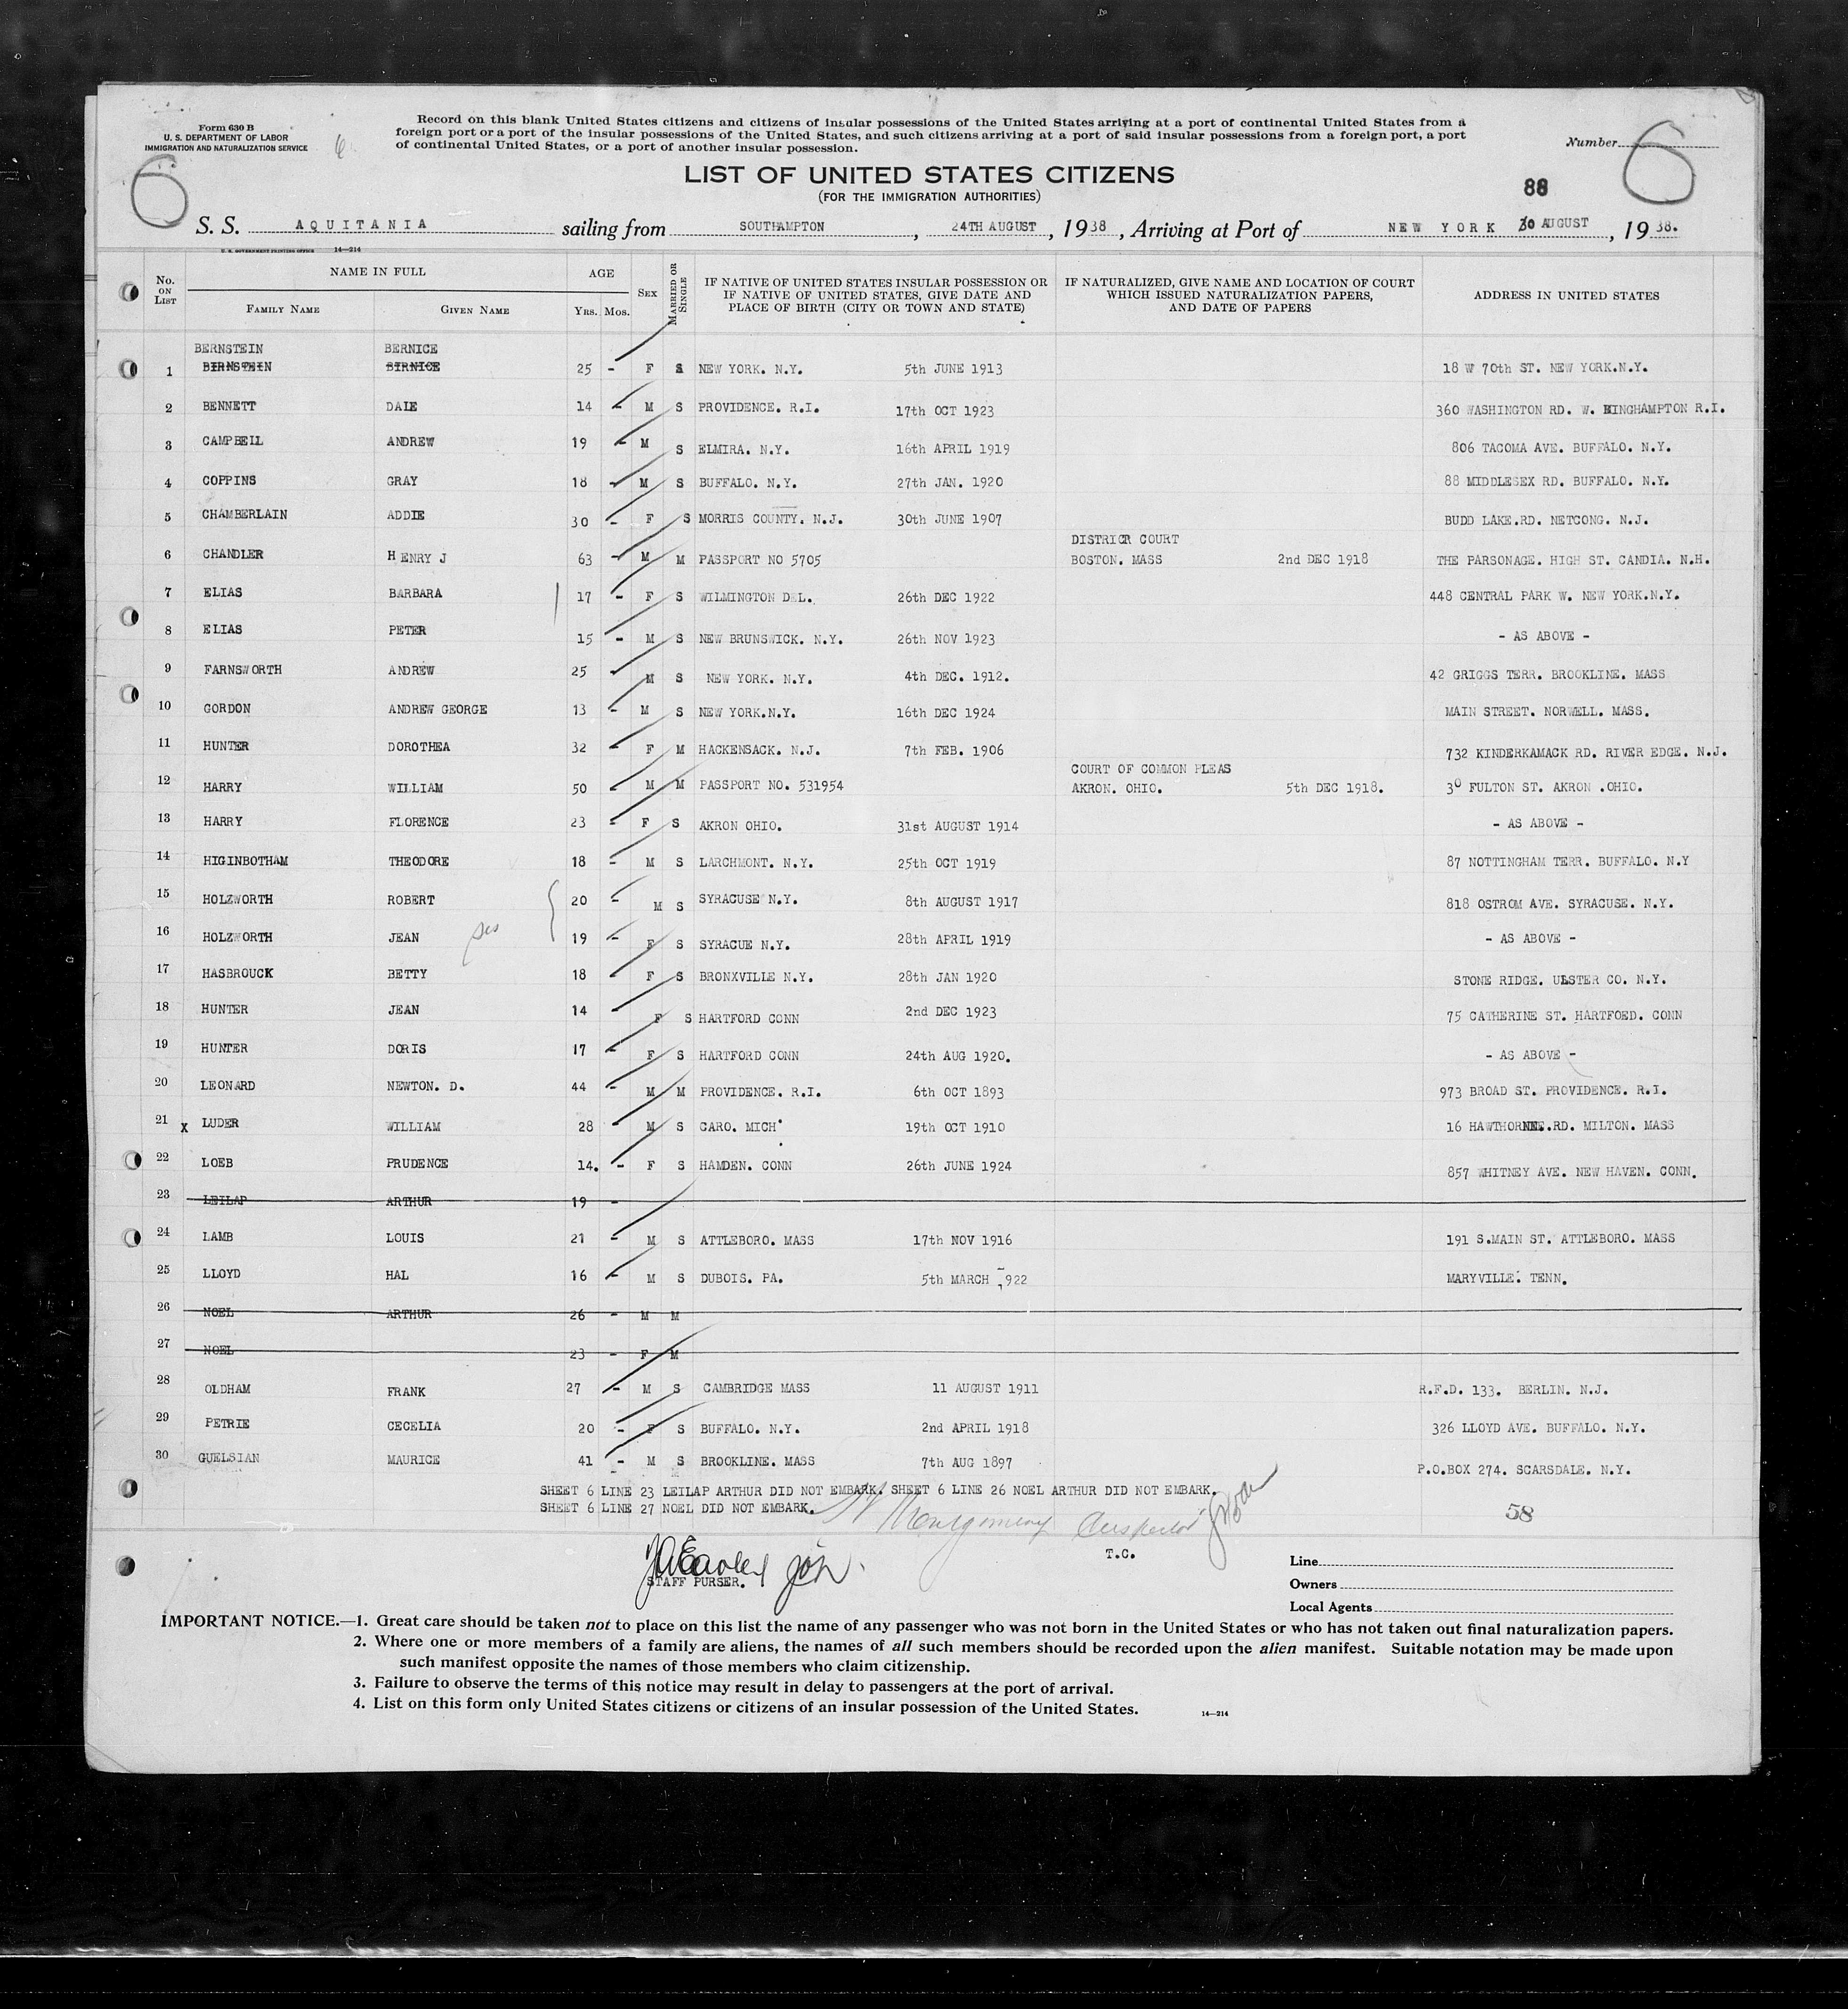 Form 630 B
U. S. DEPARTMENT OF LABOR
IMMIGRATION AND NATURALIZATION SERVICE
6
Record on this blank United States citizens and citizens of insular possessions of the United States arriving at a port of continental United States from a
foreign port or a port of the insular possessions of the United States, and such citizens arriving at a port of said insular possessions from a foreign port, a port
of continental United States, or a port of another insular possession.
Number
6
6
LIST OF UNITED STATES CITIZENS
(FOR THE IMMIGRATION AUTHORITIES)
88
S. S. AQUITANIA sailing from SOUTHAMPTON, 24TH AUGUST, 1938, Arriving at Port of NEW YORK 30 AUGUST, 1938.
U. S. GOVERNMENT PRINTING OFFICE 14—214
No. ON LIST NAME IN FULL AGE SEX MARRIED OR SINGLE IF NATIVE OF UNITED STATES INSULAR POSSESSION OR IF NATIVE OF UNITED STATES, GIVE DATE AND PLACE OF BIRTH (CITY OR TOWN AND STATE) IF NATURALIZED, GIVE NAME AND LOCATION OF COURT WHICH ISSUED NATURALIZATION PAPERS, AND DATE OF PAPERS ADDRESS IN UNITED STATES
FAMILY NAME GIVEN NAME YRS. MOS.
BERNSTEIN BERNICE
1 BIRNSTEIN BIRNICE 25 - F S NEW YORK. N.Y. 5th JUNE 1913 18 W 70th ST. NEW YORK.N.Y.
2 BENNETT DALE 14 - M S PROVIDENCE. R.I. 17th OCT 1923 360 WASHINGTON RD. W. BINGHAMPTON R.I.
3 CAMPBELL ANDREW 19 - M S ELMIRA. N.Y. 16th APRIL 1919 806 TACOMA AVE. BUFFALO. N.Y.
4 COPPINS GRAY 18 - M S BUFFALO. N.Y. 27th JAN. 1920 88 MIDDLESEX RD. BUFFALO. N.Y.
5 CHAMBERLAIN ADDIE 30 - F S MORRIS COUNTY. N.J. 30th JUNE 1907 BUDD LAKE.RD. NETCONG. N.J.
DISTRICT COURT
6 CHANDLER HENRY J 63 - M M PASSPORT NO 5705 BOSTON. MASS 2nd DEC 1918 THE PARSONAGE. HIGH ST. CANDIA. N.H.
7 ELIAS BARBARA 17 - F S WILMINGTON DEL. 26th DEC 1922 448 CENTRAL PARK W. NEW YORK.N.Y.
8 ELIAS PETER 15 - M S NEW BRUNSWICK. N.Y. 26th NOV 1923 - AS ABOVE -
9 FARNSWORTH ANDREW 25 - M S NEW YORK. N.Y. 4th DEC. 1912. 42 GRIGGS TERR. BROOKLINE. MASS
10 GORDON ANDREW GEORGE 13 - M S NEW YORK.N.Y. 16th DEC 1924 MAIN STREET. NORWELL. MASS.
11 HUNTER DOROTHEA 32 - F M HACKENSACK. N.J. 7th FEB. 1906 732 KINDERKAMACK RD. RIVER EDGE. N.J.
COURT OF COMMON PLEAS
12 HARRY WILLIAM 50 - M M PASSPORT NO. 531954 AKRON. OHIO. 5th DEC 1918. 30 FULTON ST. AKRON .OHIO.
13 HARRY FLORENCE 23 - F S AKRON OHIO. 31st AUGUST 1914 - AS ABOVE -
14 HIGINBOTHAM THEODORE 18 - M S LARCHMONT. N.Y. 25th OCT 1919 87 NOTTINGHAM TERR. BUFFALO. N.Y
15 HOLZWORTH ROBERT 20 - M S SYRACUSE N.Y. 8th AUGUST 1917 818 OSTROM AVE. SYRACUSE. N.Y.
16 HOLZWORTH JEAN sis 19 - F S SYRACUE N.Y. 28th APRIL 1919 - AS ABOVE -
17 HASBROUCK BETTY 18 - F S BRONXVILLE N.Y. 28th JAN 1920 STONE RIDGE. ULSTER CO. N.Y.
18 HUNTER JEAN 14 - F S HARTFORD CONN 2nd DEC 1923 75 CATHERINE ST. HARTFOED. CONN
19 HUNTER DORIS 17 - F S HARTFORD CONN 24th AUG 1920. - AS ABOVE -
20 LEONARD NEWTON. D. 44 - M M PROVIDENCE. R.I. 6th OCT 1893 973 BROAD ST. PROVIDENCE. R.I.
21 X LUDER WILLIAM 28 M S CARO. MICH 19th OCT 1910 16 HAWTHORNE.RD. MILTON. MASS
22 LOEB PRUDENCE 14. - F S HAMDEN. CONN 26th JUNE 1924 857 WHITNEY AVE. NEW HAVEN. CONN.
23 LEILAP ARTHUR 19 -
24 LAMB LOUIS 21 - M S ATTLEBORO. MASS 17th NOV 1916 191 S.MAIN ST. ATTLEBORO. MASS
25 LLOYD HAL 16 - M S DUBOIS. PA. 5th MARCH 1922 MARYVILLE. TENN.
26 NOEL ARTHUR 26 - M M
27 NOEL 23 - F M
28 OLDHAM FRANK 27 - M S CAMBRIDGE MASS 11 AUGUST 1911 R.F.D. 133. BERLIN. N.J.
29 PETRIE CECELIA 20 - F S BUFFALO. N.Y. 2nd APRIL 1918 326 LLOYD AVE. BUFFALO. N.Y.
30 GUELSIAN MAURICE 41 - M S BROOKLINE. MASS 7th AUG 1897 P.O.BOX 274. SCARSDALE. N.Y.
SHEET 6 LINE 23 LEILAP ARTHUR DID NOT EMBARK. SHEET 6 LINE 26 NOEL ARTHUR DID NOT EMBARK.
SHEET 6 LINE 27 NOEL DID NOT EMBARK.
Montgomery Inspector
58
T.C.
STAFF PURSER.
Line
Owners
Local Agents
IMPORTANT NOTICE.—1. Great care should be taken not to place on this list the name of any passenger who was not born in the United States or who has not taken out final naturalization papers.
2. Where one or more members of a family are aliens, the names of all such members should be recorded upon the alien manifest. Suitable notation may be made upon
such manifest opposite the names of those members who claim citizenship.
3. Failure to observe the terms of this notice may result in delay to passengers at the port of arrival.
4. List on this form only United States citizens or citizens of an insular possession of the United States.
14—214